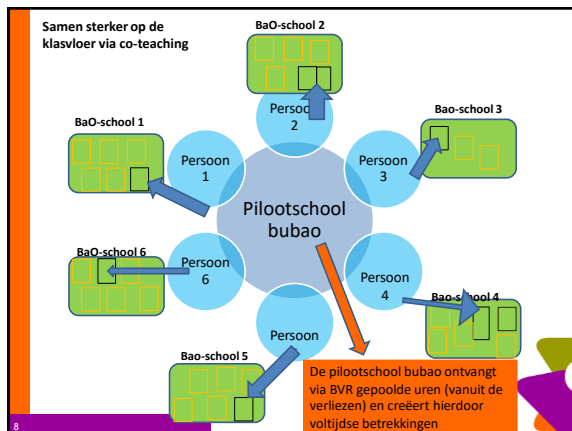 Samen sterker op de
klasvloer via co-teaching
BaO-school 2
BaO-school 1
Bao-school 3
Persoon
2
Persoon
1
Persoon
3
Pilootschool
bubao
BaO-school 6
Persoon
6
Persoon
4
Bao-school 4
Persoon
Bao-school 5
De pilootschool bubao ontvangt
via BVR gepoolde uren (vanuit de
verliezen) en creëert hierdoor
voltijdse betrekkingen
8